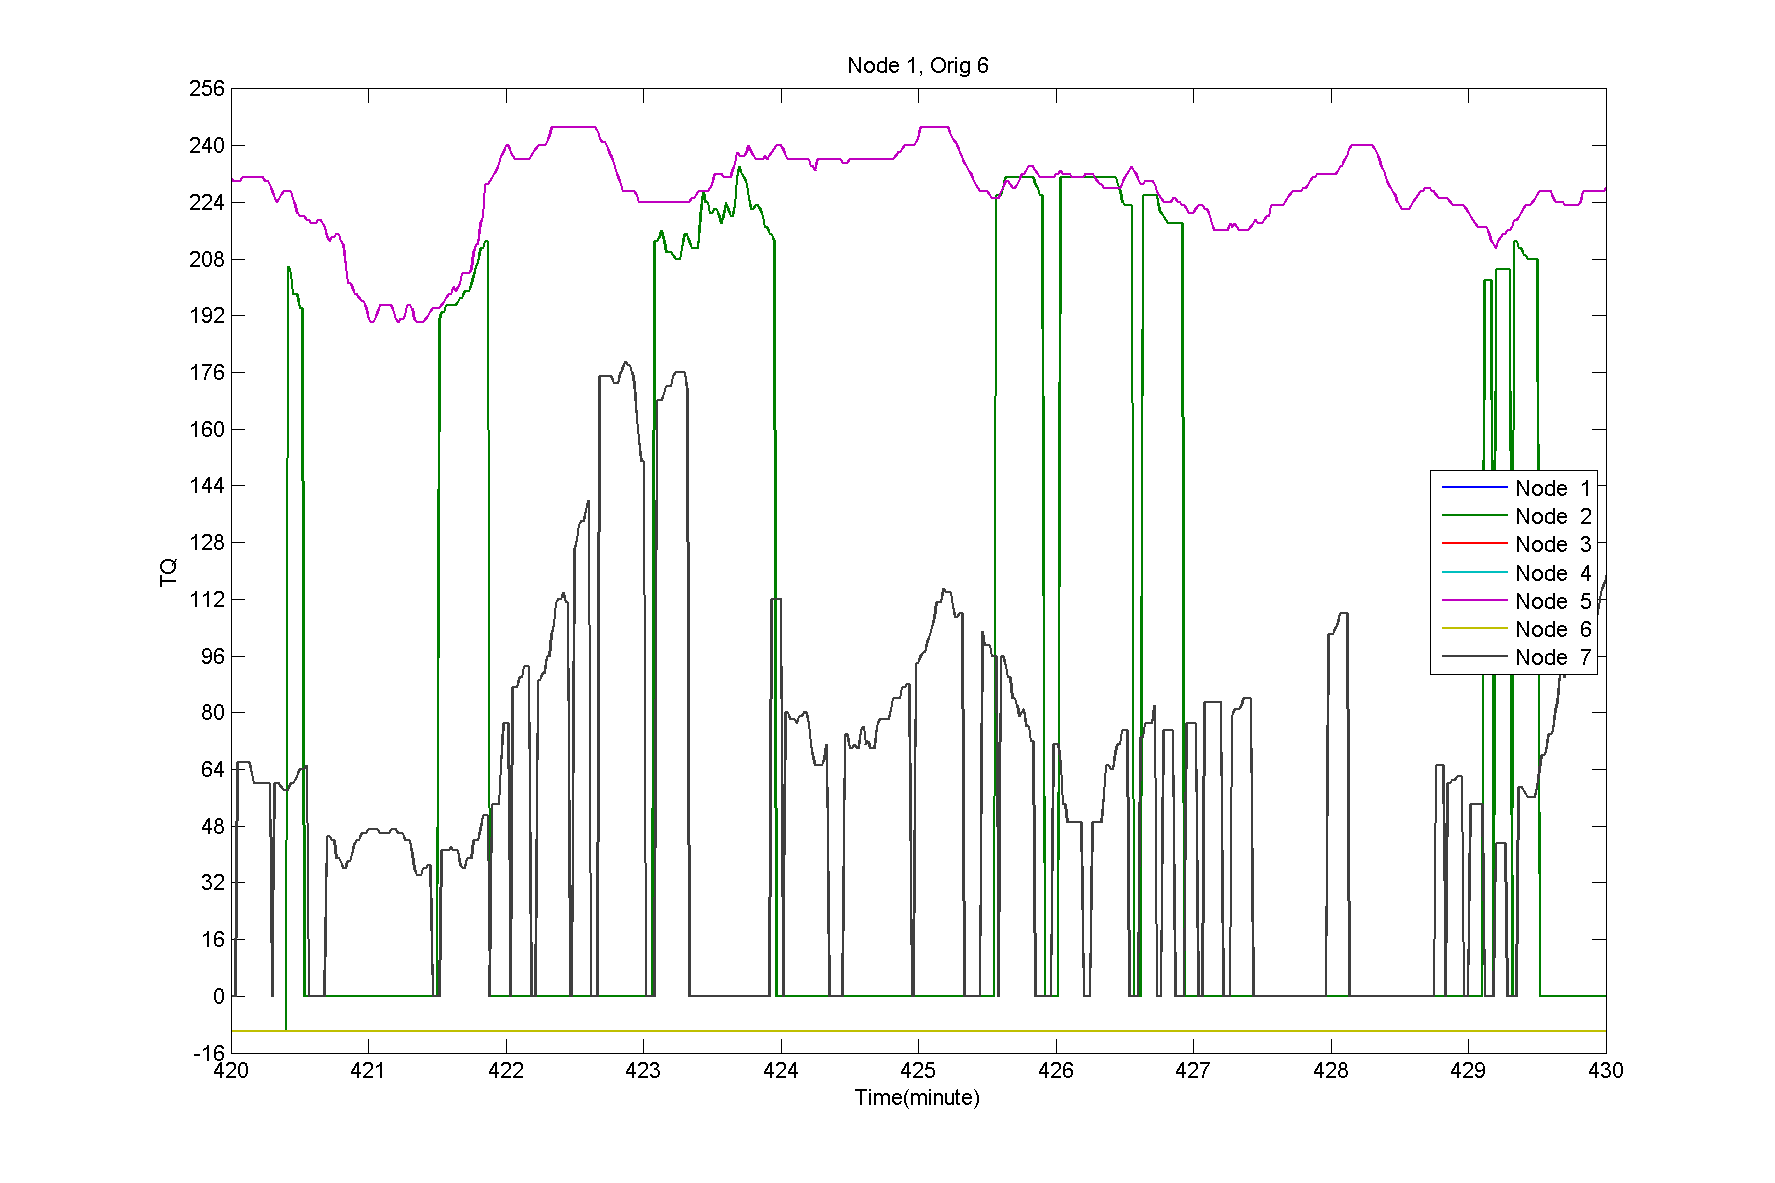 Node 1, Orig 6
256
240
224
208
192
176
160
144
128
112
96
80
64
48
32
16
0
-16
TQ
Node 1
Node 2
Node 3
Node 4
Node 5
Node 6
Node 7
420 421 422 423 424 425 426 427 428 429 430
Time(minute)